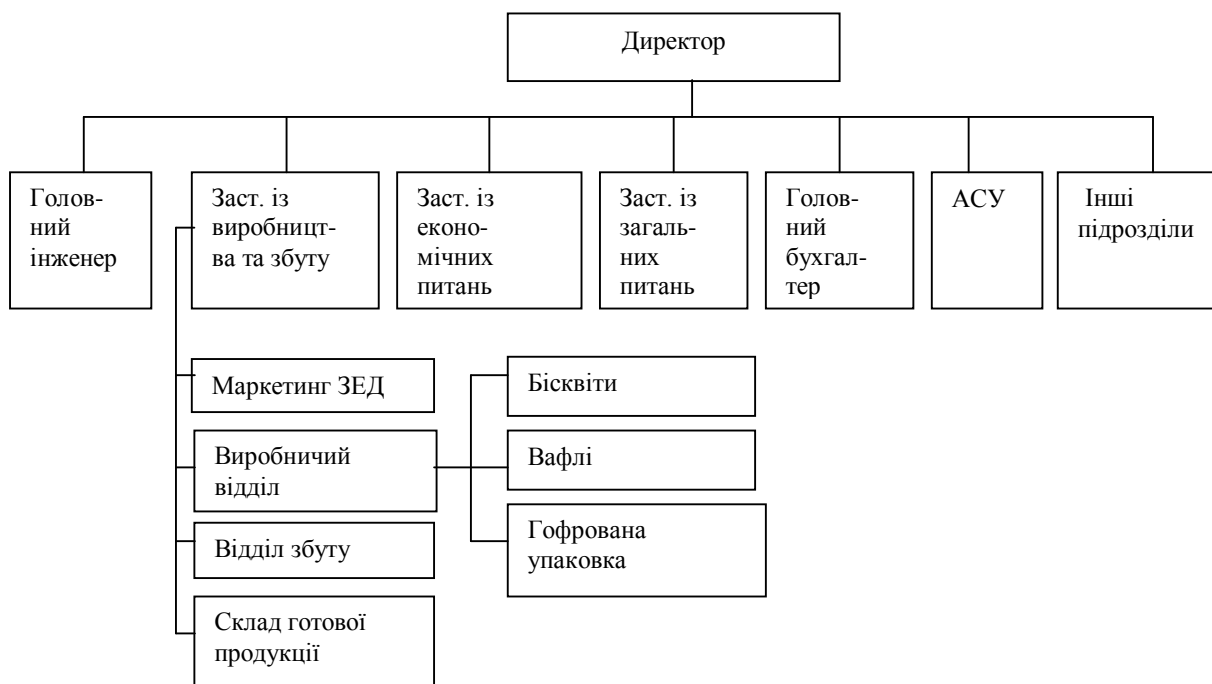 Директор
Голов-
ний
інженер
Заст. із
виробницт-
ва та збуту
Заст. із
еконо-
мічних
питань
Заст. із
загаль-
них
питань
Голов-
ний
бухгал-
тер
АСУ
Інші
підрозділи
Маркетинг ЗЕД
Виробничий
відділ
Відділ збуту
Склад готової
продукції
Бісквіти
Вафлі
Гофрована
упаковка